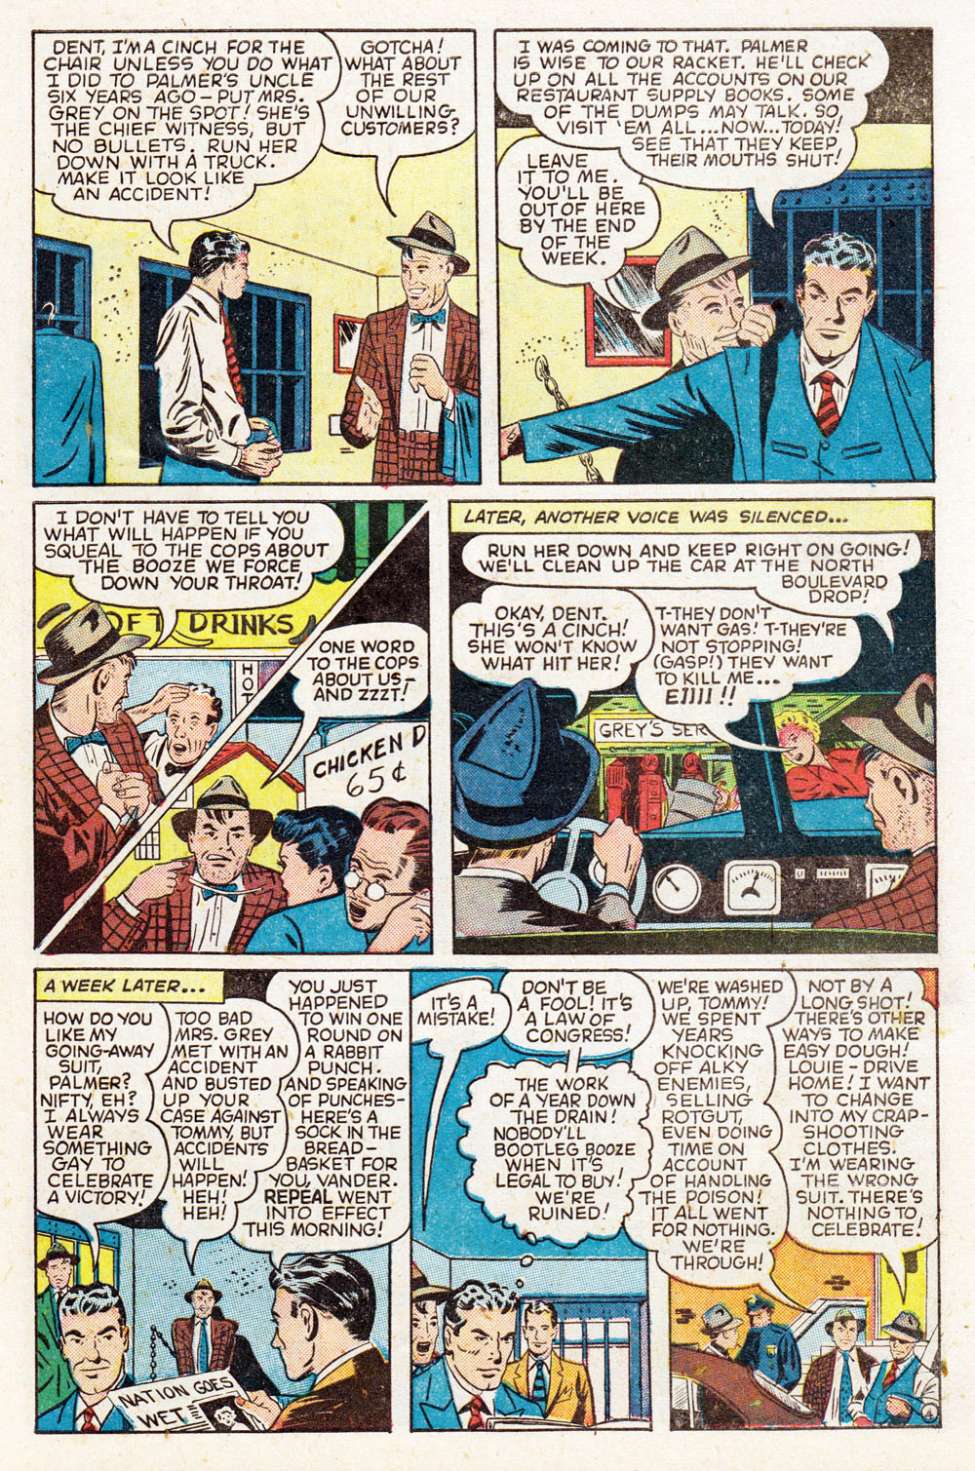 DENT, I'M A CINCH FOR THE
CHAIR UNLESS YOU DO WHAT
I DID TO PALMER'S UNCLE
SIX YEARS AGO - PUT MRS.
GREY ON THE SPOT! SHE'S
THE CHIEF WITNESS, BUT
NO BULLETS. RUN HER
DOWN WITH A TRUCK.
MAKE IT LOOK LIKE
AN ACCIDENT!
GOTCHA!
WHAT ABOUT
THE REST
OF OUR
UNWILLING
CUSTOMERS?
I WAS COMING TO THAT. PALMER
IS WISE TO OUR RACKET. HE'LL CHECK
UP ON ALL THE ACCOUNTS ON OUR
RESTAURANT SUPPLY BOOKS. SOME
OF THE DUMPS MAY TALK. SO,
VISIT 'EM ALL...NOW...TODAY!
SEE THAT THEY KEEP
THEIR MOUTHS SHUT!
LEAVE
IT TO ME.
YOU'LL BE
OUT OF HERE
BY THE END
OF THE
WEEK.
I DON'T HAVE TO TELL YOU
WHAT WILL HAPPEN IF YOU
SQUEAL TO THE COPS ABOUT
THE BOOZE WE FORCE
DOWN YOUR THROAT!
OFT DRINKS
HOT
ONE WORD
TO THE COPS
ABOUT US-
AND ZZZT!
CHICKEN D
65¢
LATER, ANOTHER VOICE WAS SILENCED...
RUN HER DOWN AND KEEP RIGHT ON GOING!
WE'LL CLEAN UP THE CAR AT THE NORTH
BOULEVARD
DROP!
OKAY, DENT.
THIS'S A CINCH!
SHE WON'T KNOW
WHAT HIT HER!
T-THEY DON'T
WANT GAS! T-THEY'RE
NOT STOPPING!
(GASP!) THEY WANT
TO KILL ME...
EIIIII!!
GREY'S SER
A WEEK LATER...
HOW DO YOU
LIKE MY
GOING-AWAY
SUIT,
PALMER?
NIFTY, EH?
I ALWAYS
WEAR
SOMETHING
GAY TO
CELEBRATE
A VICTORY!
TOO BAD
MRS. GREY
MET WITH AN
ACCIDENT
AND BUSTED
UP YOUR
CASE AGAINST
TOMMY, BUT
ACCIDENTS
WILL
HAPPEN!
HEH!
HEH!
YOU JUST
HAPPENED
TO WIN ONE
ROUND ON
A RABBIT
PUNCH.
AND SPEAKING
OF PUNCHES-
HERE'S A
SOCK IN THE
BREAD-
BASKET FOR
YOU, VANDER.
REPEAL WENT
INTO EFFECT
THIS MORNING!
NATION GOES
WET
IT'S A
MISTAKE!
DON'T BE
A FOOL! IT'S
A LAW OF
CONGRESS!
THE WORK
OF A YEAR DOWN
THE DRAIN!
NOBODY'LL
BOOTLEG BOOZE
WHEN IT'S
LEGAL TO BUY!
WE'RE
RUINED!
WE'RE WASHED
UP, TOMMY!
WE SPENT
YEARS
KNOCKING
OFF ALKY
ENEMIES,
SELLING
ROTGUT,
EVEN DOING
TIME ON
ACCOUNT
OF HANDLING
THE POISON!
IT ALL WENT
FOR NOTHING.
WE'RE
THROUGH!
NOT BY A
LONG SHOT!
THERE'S OTHER
WAYS TO MAKE
EASY DOUGH!
LOUIE - DRIVE
HOME! I WANT
TO CHANGE
INTO MY CRAP-
SHOOTING
CLOTHES.
I'M WEARING
THE WRONG
SUIT. THERE'S
NOTHING TO
CELEBRATE!
4